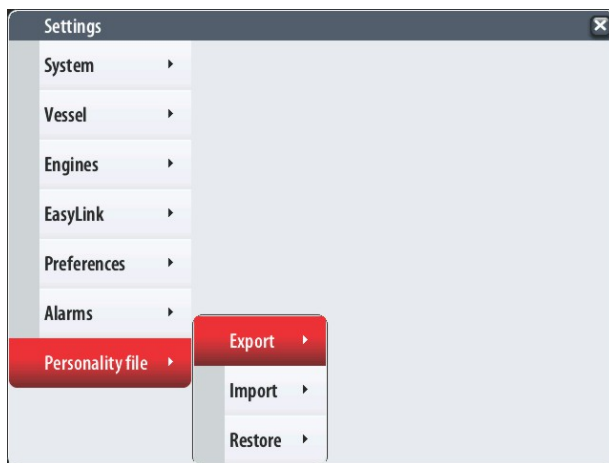 Settings
System
Vessel
Engines
EasyLink
Preferences
Alarms
Personality file
Export
Import
Restore